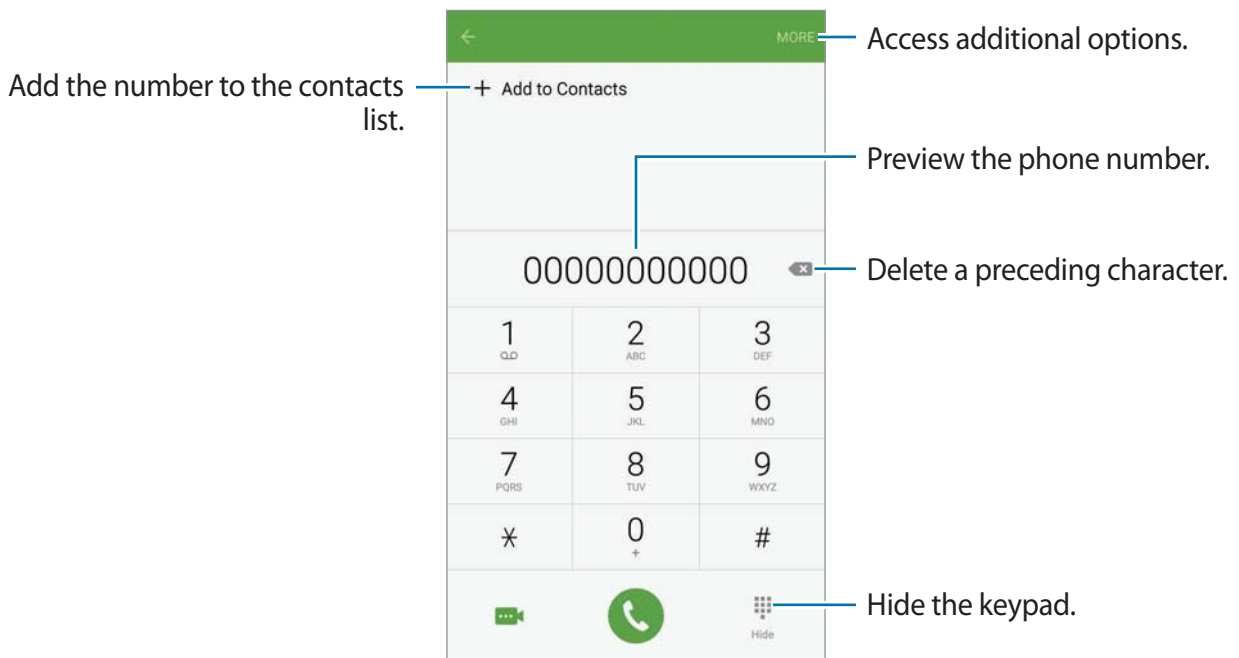 MORE
Access additional options.
Add the number to the contacts
list.
+ Add to Contacts
Preview the phone number.
00000000000
Delete a preceding character.
1 2 3
ABC DEF
4 5 6
GHI JKL MNO
7 8 9
PQRS TUV WXYZ
* 0 #
+
Hide the keypad.
Hide